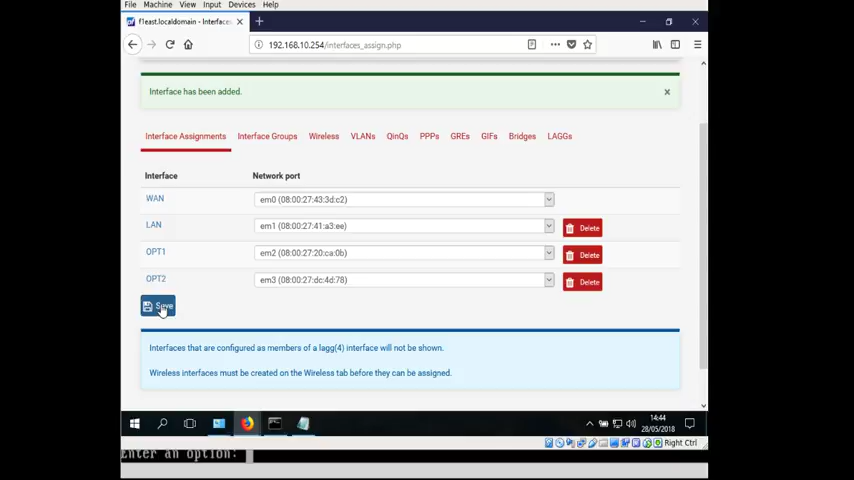 File Machine View Input Devices Help
f1east.localdomain - Interfaces
192.168.10.254/interfaces_assign.php
Interface has been added.
Interface Assignments Interface Groups Wireless VLANs QinQs PPPs GREs GIFs Bridges LAGGs
Interface Network port
WAN em0 (08:00:27:43:3d:c2)
LAN em1 (08:00:27:41:a3:ee) Delete
OPT1 em2 (08:00:27:20:ca:0b) Delete
OPT2 em3 (08:00:27:dc:4d:78) Delete
Save
Interfaces that are configured as members of a lagg(4) interface will not be shown.
Wireless interfaces must be created on the Wireless tab before they can be assigned.
14:44
28/05/2018
Right Ctrl
Enter an option: